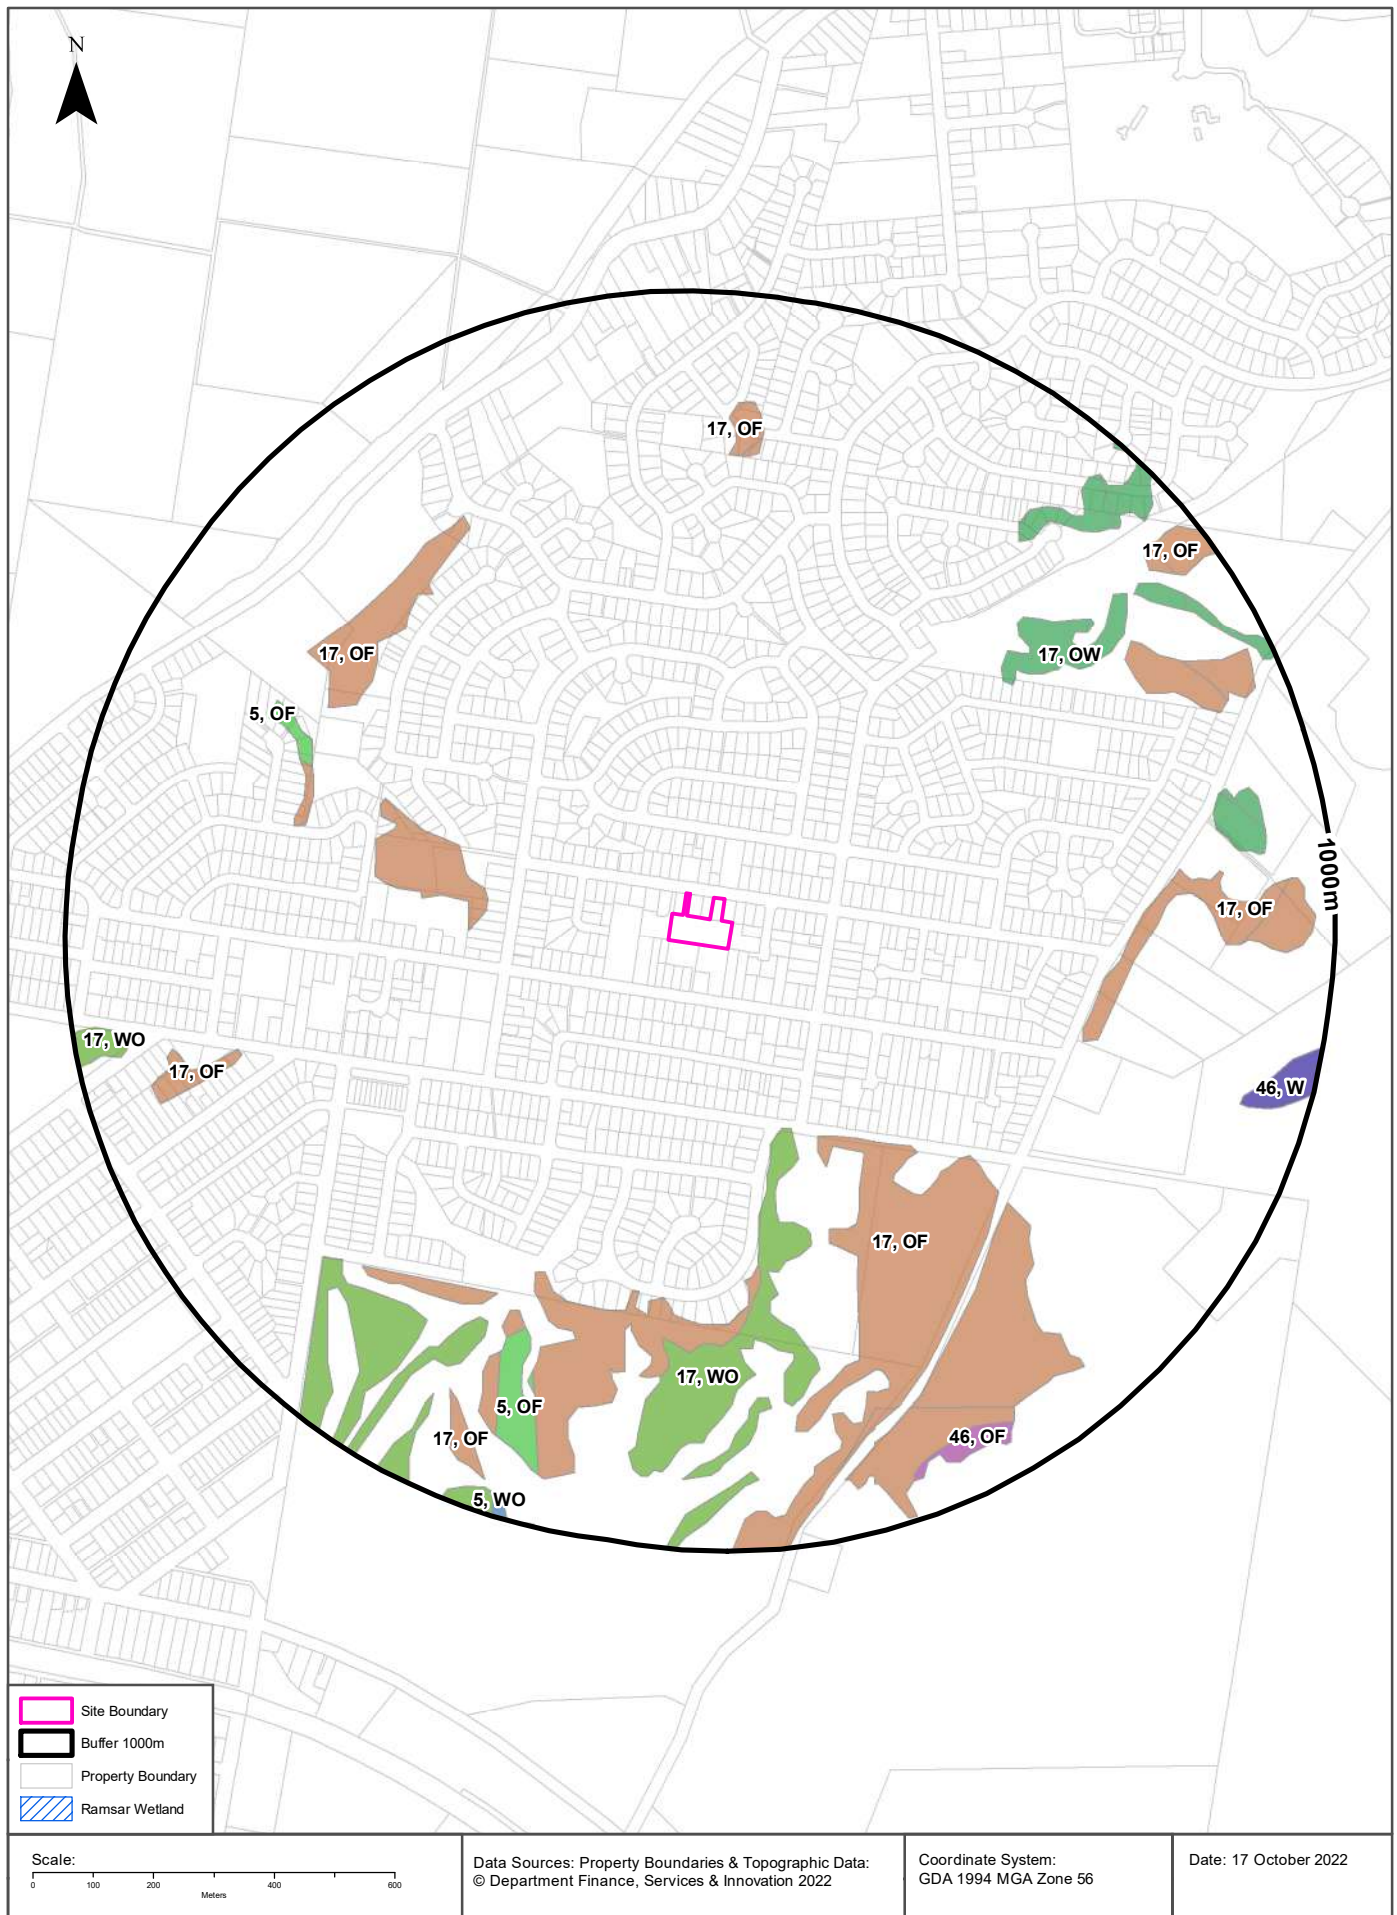 N
17, OF
17, OF
17, OF
17, OW
5, OF
1000m
17, OF
17, WO
17, OF
46, W
17, OF
17, WO
5, OF
17, OF
46, OF
5, WO
Site Boundary
Buffer 1000m
Property Boundary
Ramsar Wetland
Scale:
0 100 200 400 600
Meters
Data Sources: Property Boundaries & Topographic Data:
© Department Finance, Services & Innovation 2022
Coordinate System:
GDA 1994 MGA Zone 56
Date: 17 October 2022